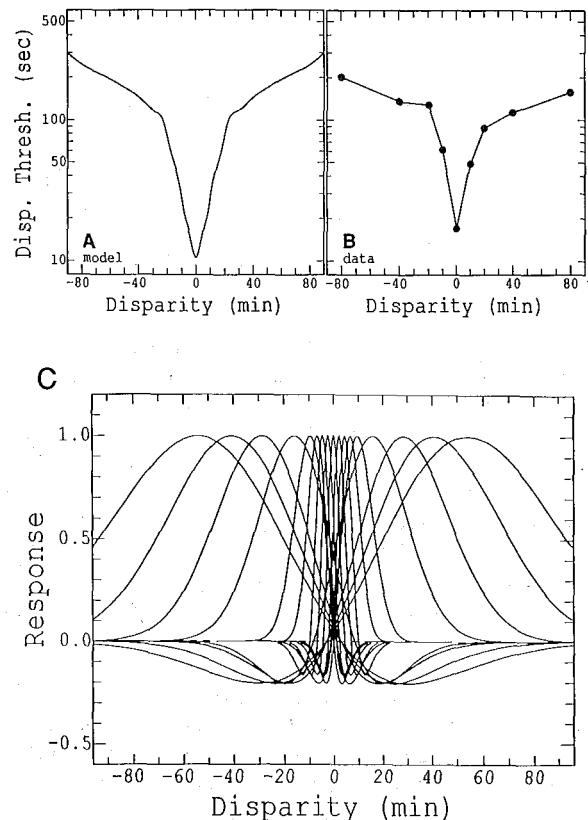 500
100
50
10
Disp. Thresh. (sec)
A
model
-80 -40 0 40 80
Disparity (min)
B
data
-80 -40 0 40 80
Disparity (min)
C
1.0
0.5
0.0
-0.5
Response
-80 -60 -40 -20 0 20 40 60 80
Disparity (min)